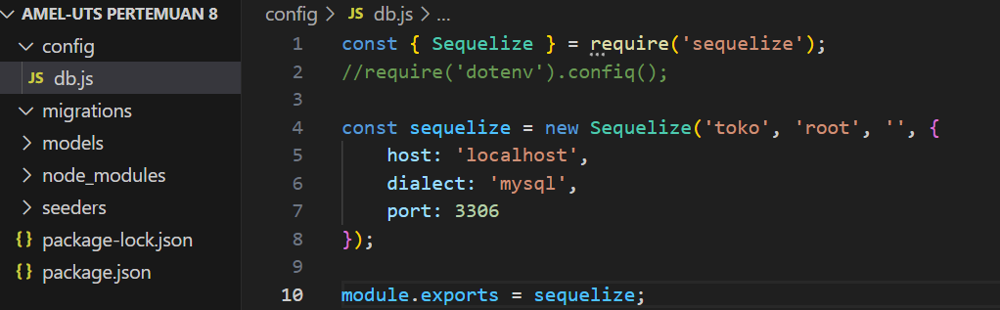 AMEL-UTS PERTEMUAN 8
config
JS db.js
migrations
models
node_modules
seeders
{} package-lock.json
{} package.json
config > JS db.js > ...
1 const { Sequelize } = require('sequelize');
2 //require('dotenv').confiq();
3
4 const sequelize = new Sequelize('toko', 'root', '', {
5     host: 'localhost',
6     dialect: 'mysql',
7     port: 3306
8 });
9
10 module.exports = sequelize;